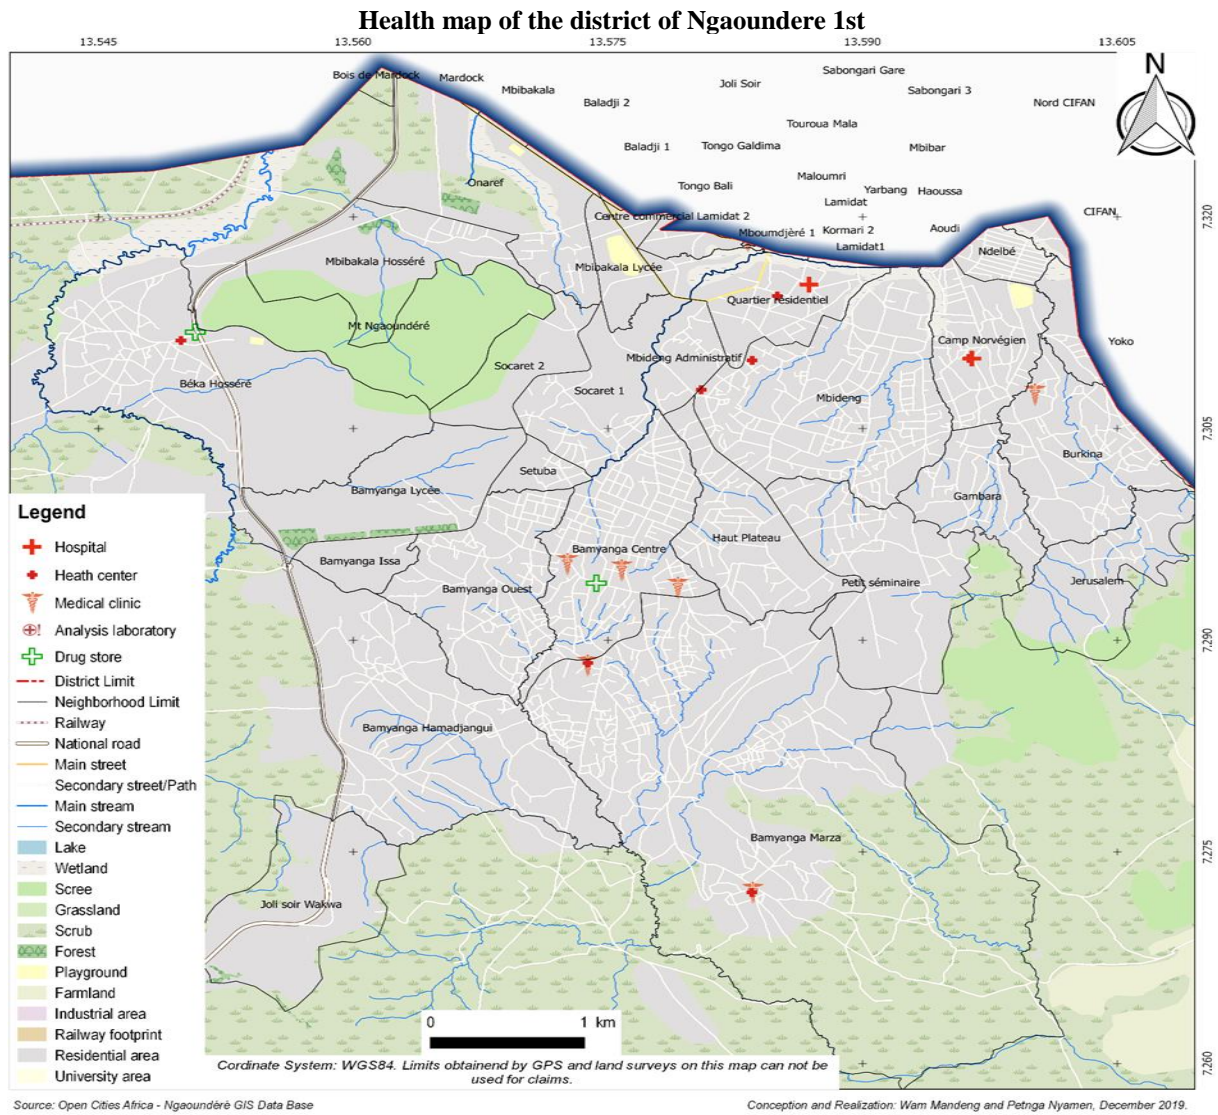 Health map of the district of Ngaoundere 1st
13.545 13.560 13.575 13.590 13.605
N
Bois de Mardock
Mardock
Mbibakala
Baladji 2
Joli Soir
Sabongari Gare
Sabongari 3
Nord CIFAN
Touroua Mala
Baladji 1
Tongo Galdima
Mbibar
Onaref
Tongo Bali
Maloumri
Yarbang
Haoussa
Lamidat
CIFAN
7.320
Centre commercial Lamidat 2
Mboumdjèré 1
Kormari 2
Aoudi
Lamidat1
Ndelbé
Mbibakala Hosséré
Mbibakala Lycée
Quartier résidentiel
Mt Ngaoundéré
Camp Norvégien
Yoko
Socaret 2
Mbideng Administratif
Béka Hosséré
Socaret 1
Mbideng
7.305
Burkina
Setuba
Bamyanga Lycée
Gambara
Haut Plateau
Bamyanga Centre
Bamyanga Issa
Bamyanga Ouest
Petit séminaire
Jerusalem
7.290
Bamyanga Hamadjangui
Bamyanga Marza
7.275
Joli soir Wakwa
7.260
Legend
Hospital
Heath center
Medical clinic
Analysis laboratory
Drug store
District Limit
Neighborhood Limit
Railway
National road
Main street
Secondary street/Path
Main stream
Secondary stream
Lake
Wetland
Scree
Grassland
Scrub
Forest
Playground
Farmland
Industrial area
Railway footprint
Residential area
University area
0 1 km
Cordinate System: WGS84. Limits obtainend by GPS and land surveys on this map can not be
used for claims.
Source: Open Cities Africa - Ngaoundéré GIS Data Base
Conception and Realization: Wam Mandeng and Petnga Nyamen, December 2019.